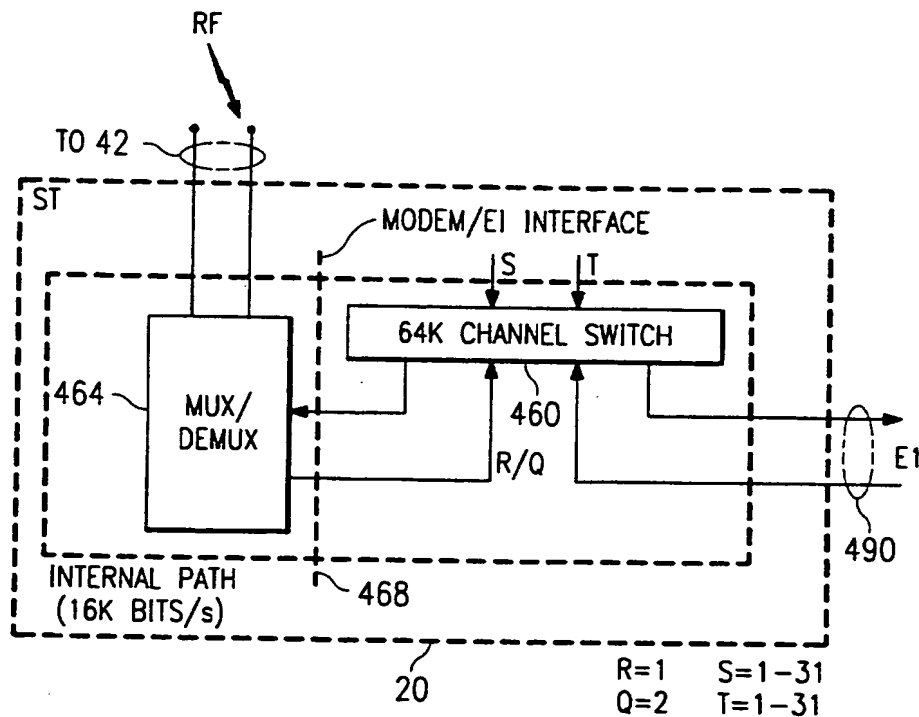 RF
TO 42
ST
MODEM/EI INTERFACE
S T
64K CHANNEL SWITCH
464
MUX/
DEMUX
460
R/Q
E1
490
INTERNAL PATH
(16K BITS/s)
468
20
R=1 S=1-31
Q=2 T=1-31